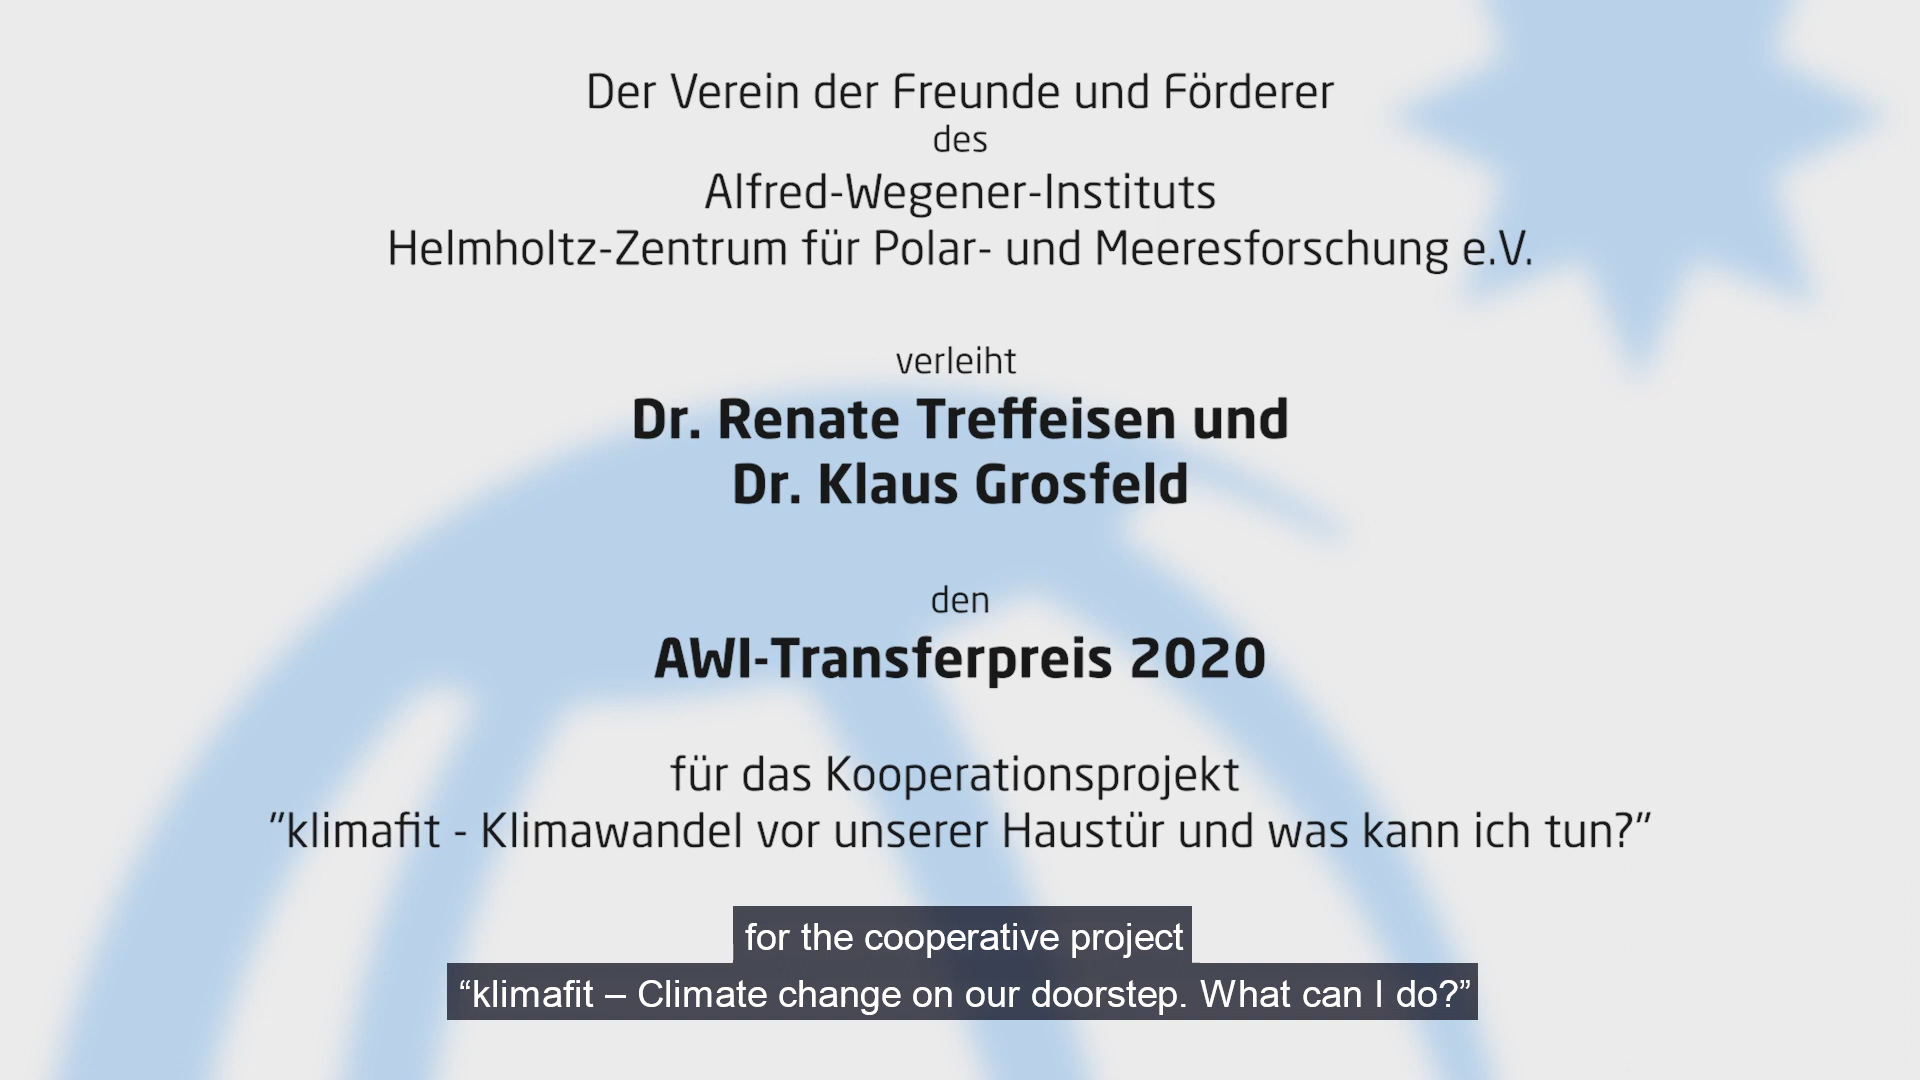 Der Verein der Freunde und Förderer
des
Alfred-Wegener-Instituts
Helmholtz-Zentrum für Polar- und Meeresforschung e.V.
verleiht
Dr. Renate Treffeisen und
Dr. Klaus Grosfeld
den
AWI-Transferpreis 2020
für das Kooperationsprojekt
"klimafit - Klimawandel vor unserer Haustür und was kann ich tun?"
for the cooperative project
“klimafit – Climate change on our doorstep. What can I do?”